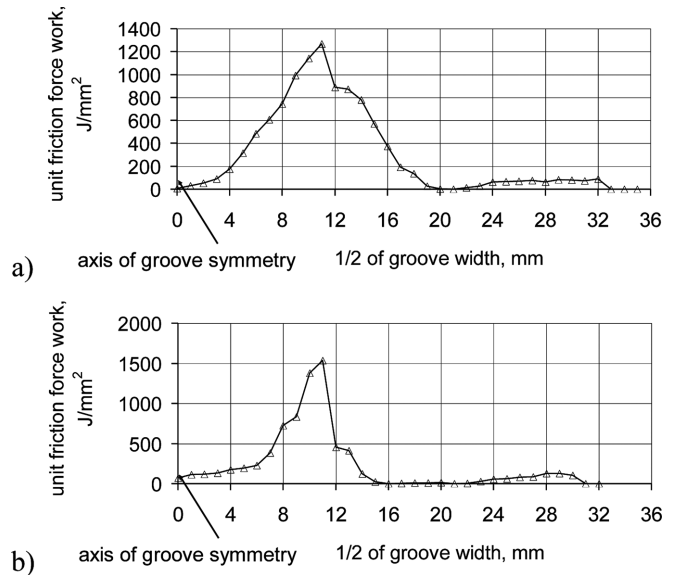 unit friction force work,
J/mm²
1400
1200
1000
800
600
400
200
0
0 4 8 12 16 20 24 28 32 36
axis of groove symmetry 1/2 of groove width, mm
a)
unit friction force work,
J/mm²
2000
1500
1000
500
0
0 4 8 12 16 20 24 28 32 36
axis of groove symmetry 1/2 of groove width, mm
b)